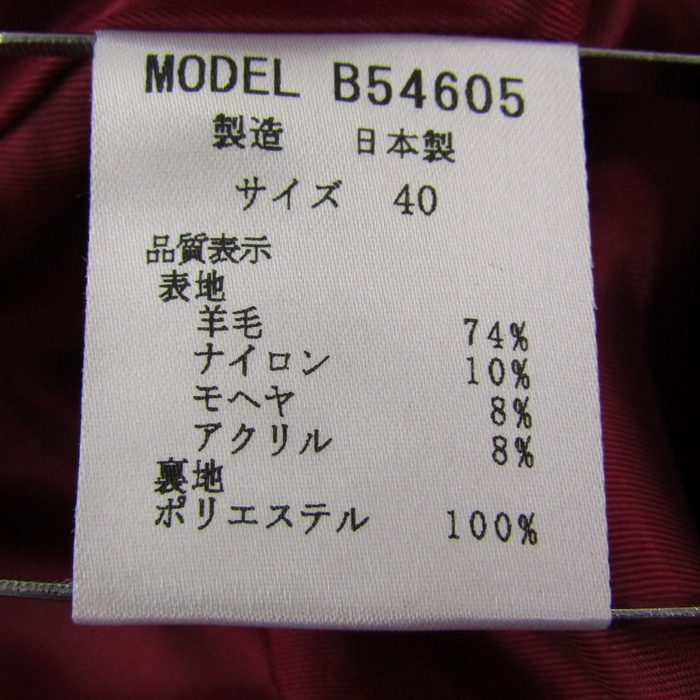 MODEL B54605
製造 日本製
サイズ 40
品質表示
表地
羊毛 74%
ナイロン 10%
モヘヤ 8%
アクリル 8%
裏地
ポリエステル 100%